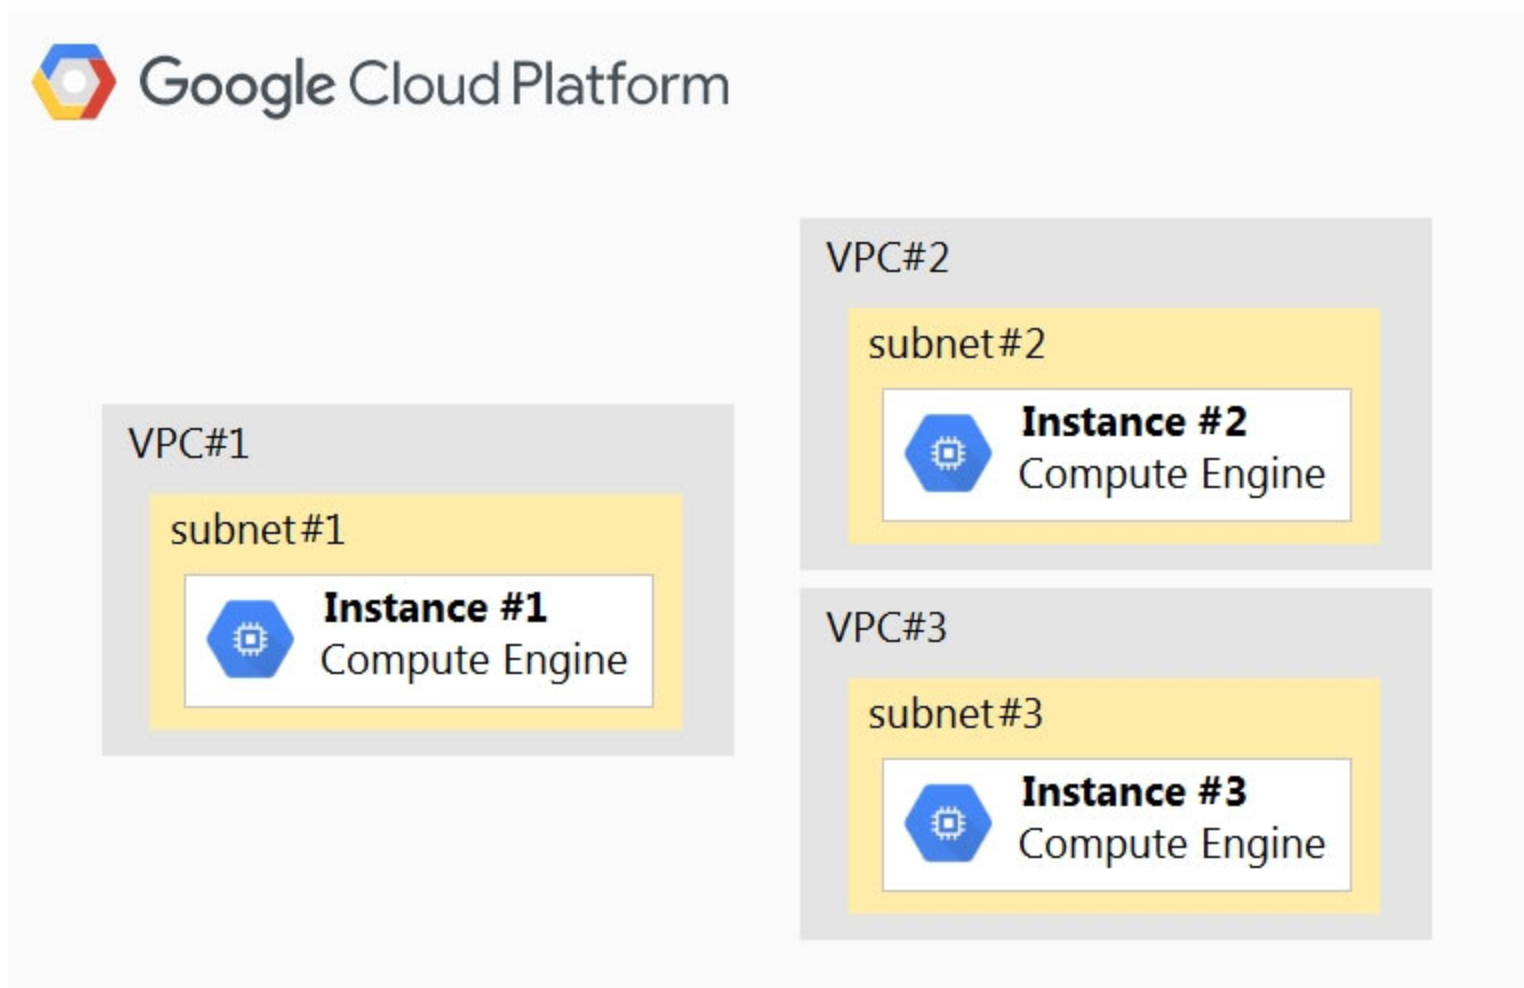 Google Cloud Platform
VPC#1
subnet#1
Instance #1
Compute Engine
VPC#2
subnet#2
Instance #2
Compute Engine
VPC#3
subnet#3
Instance #3
Compute Engine